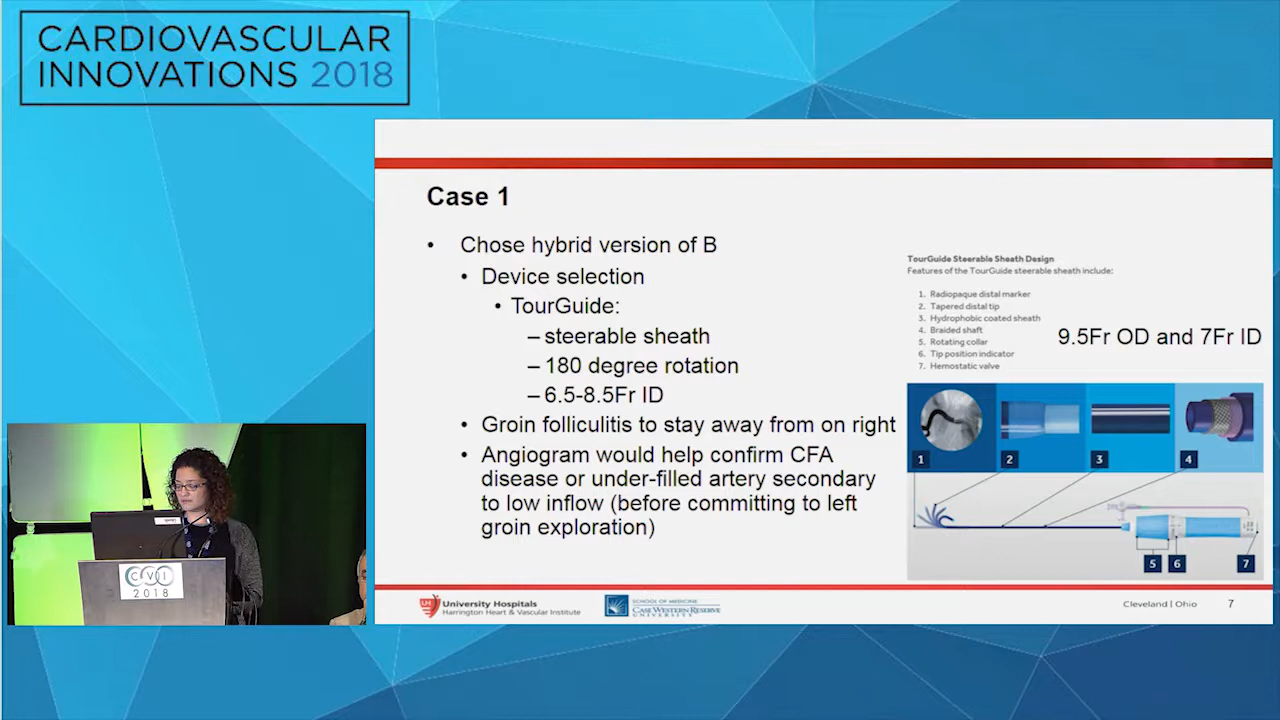 CARDIOVASCULAR
INNOVATIONS 2018
Case 1
• Chose hybrid version of B
• Device selection
• TourGuide:
– steerable sheath
– 180 degree rotation
– 6.5-8.5Fr ID
• Groin folliculitis to stay away from on right
• Angiogram would help confirm CFA
disease or under-filled artery secondary
to low inflow (before committing to left
groin exploration)
TourGuide Steerable Sheath Design
Features of the TourGuide steerable sheath include:
1. Radiopaque distal marker
2. Tapered distal tip
3. Hydrophobic coated sheath
4. Braided shaft
5. Rotating collar
6. Tip position indicator
7. Hemostatic valve
9.5Fr OD and 7Fr ID
1 2 3 4
5 6 7
UH University Hospitals
Harrington Heart & Vascular Institute
SCHOOL OF MEDICINE
CASE WESTERN RESERVE
UNIVERSITY
Cleveland | Ohio 7
CVI
2018